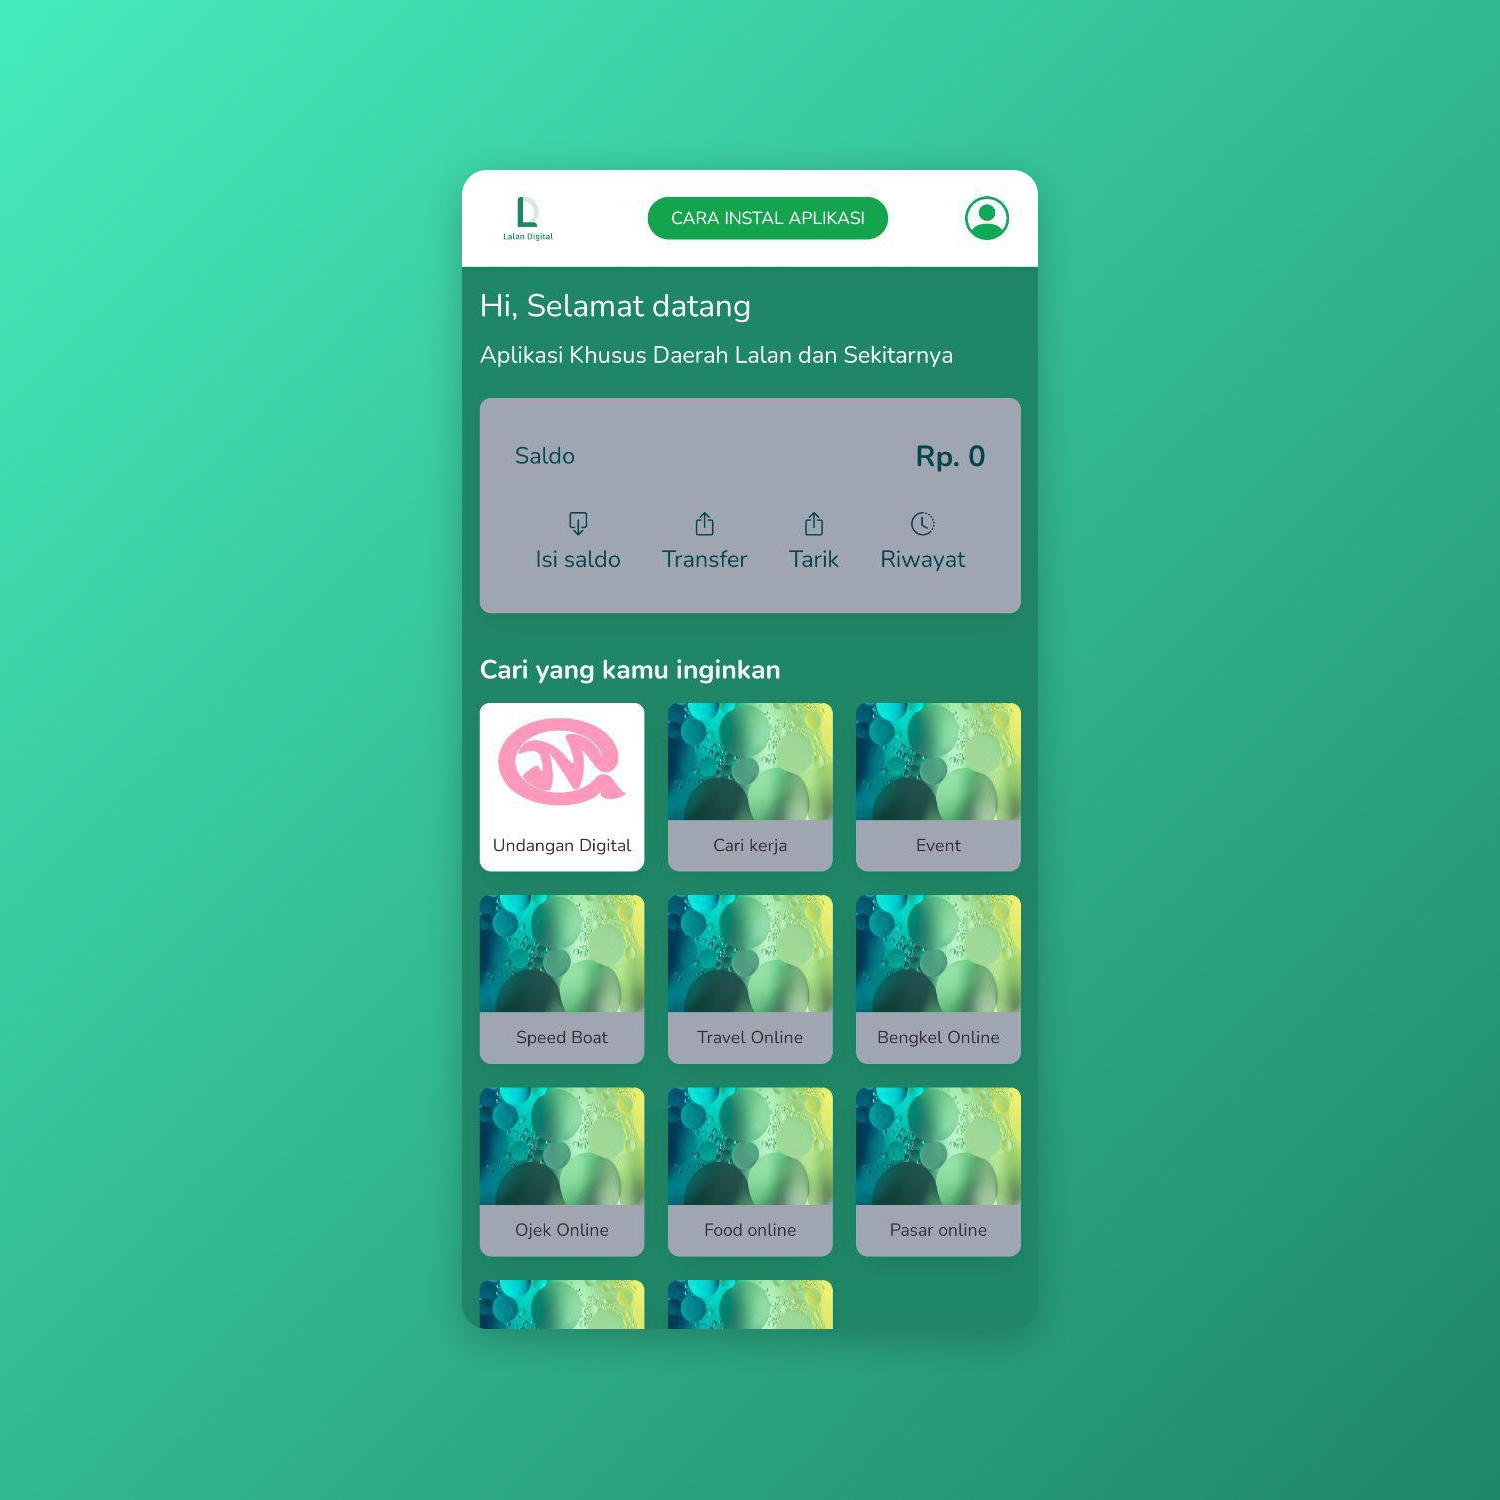 Lalan Digital
CARA INSTAL APLIKASI
Hi, Selamat datang
Aplikasi Khusus Daerah Lalan dan Sekitarnya
Saldo
Rp. 0
Isi saldo
Transfer
Tarik
Riwayat
Cari yang kamu inginkan
Undangan Digital
Cari kerja
Event
Speed Boat
Travel Online
Bengkel Online
Ojek Online
Food online
Pasar online